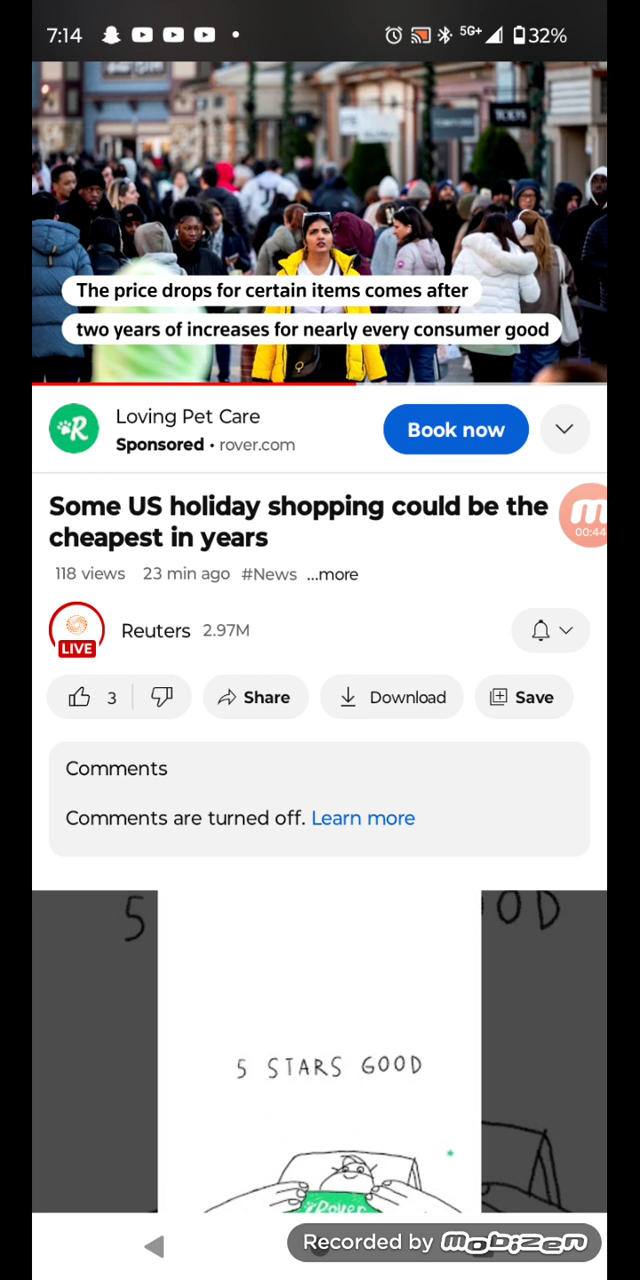 7:14
5G+
32%
The price drops for certain items comes after
two years of increases for nearly every consumer good
R
Loving Pet Care
Sponsored • rover.com
Book now
Some US holiday shopping could be the
cheapest in years
00:44
118 views 23 min ago #News ...more
Reuters 2.97M
LIVE
3
Share
Download
Save
Comments
Comments are turned off. Learn more
5
OD
5 STARS GOOD
Rover
Recorded by mobizen